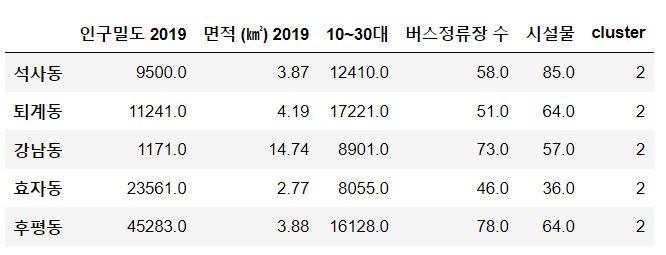 인구밀도 2019 면적 (㎢) 2019 10~30대 버스정류장 수 시설물 cluster
석사동 9500.0 3.87 12410.0 58.0 85.0 2
퇴계동 11241.0 4.19 17221.0 51.0 64.0 2
강남동 1171.0 14.74 8901.0 73.0 57.0 2
효자동 23561.0 2.77 8055.0 46.0 36.0 2
후평동 45283.0 3.88 16128.0 78.0 64.0 2